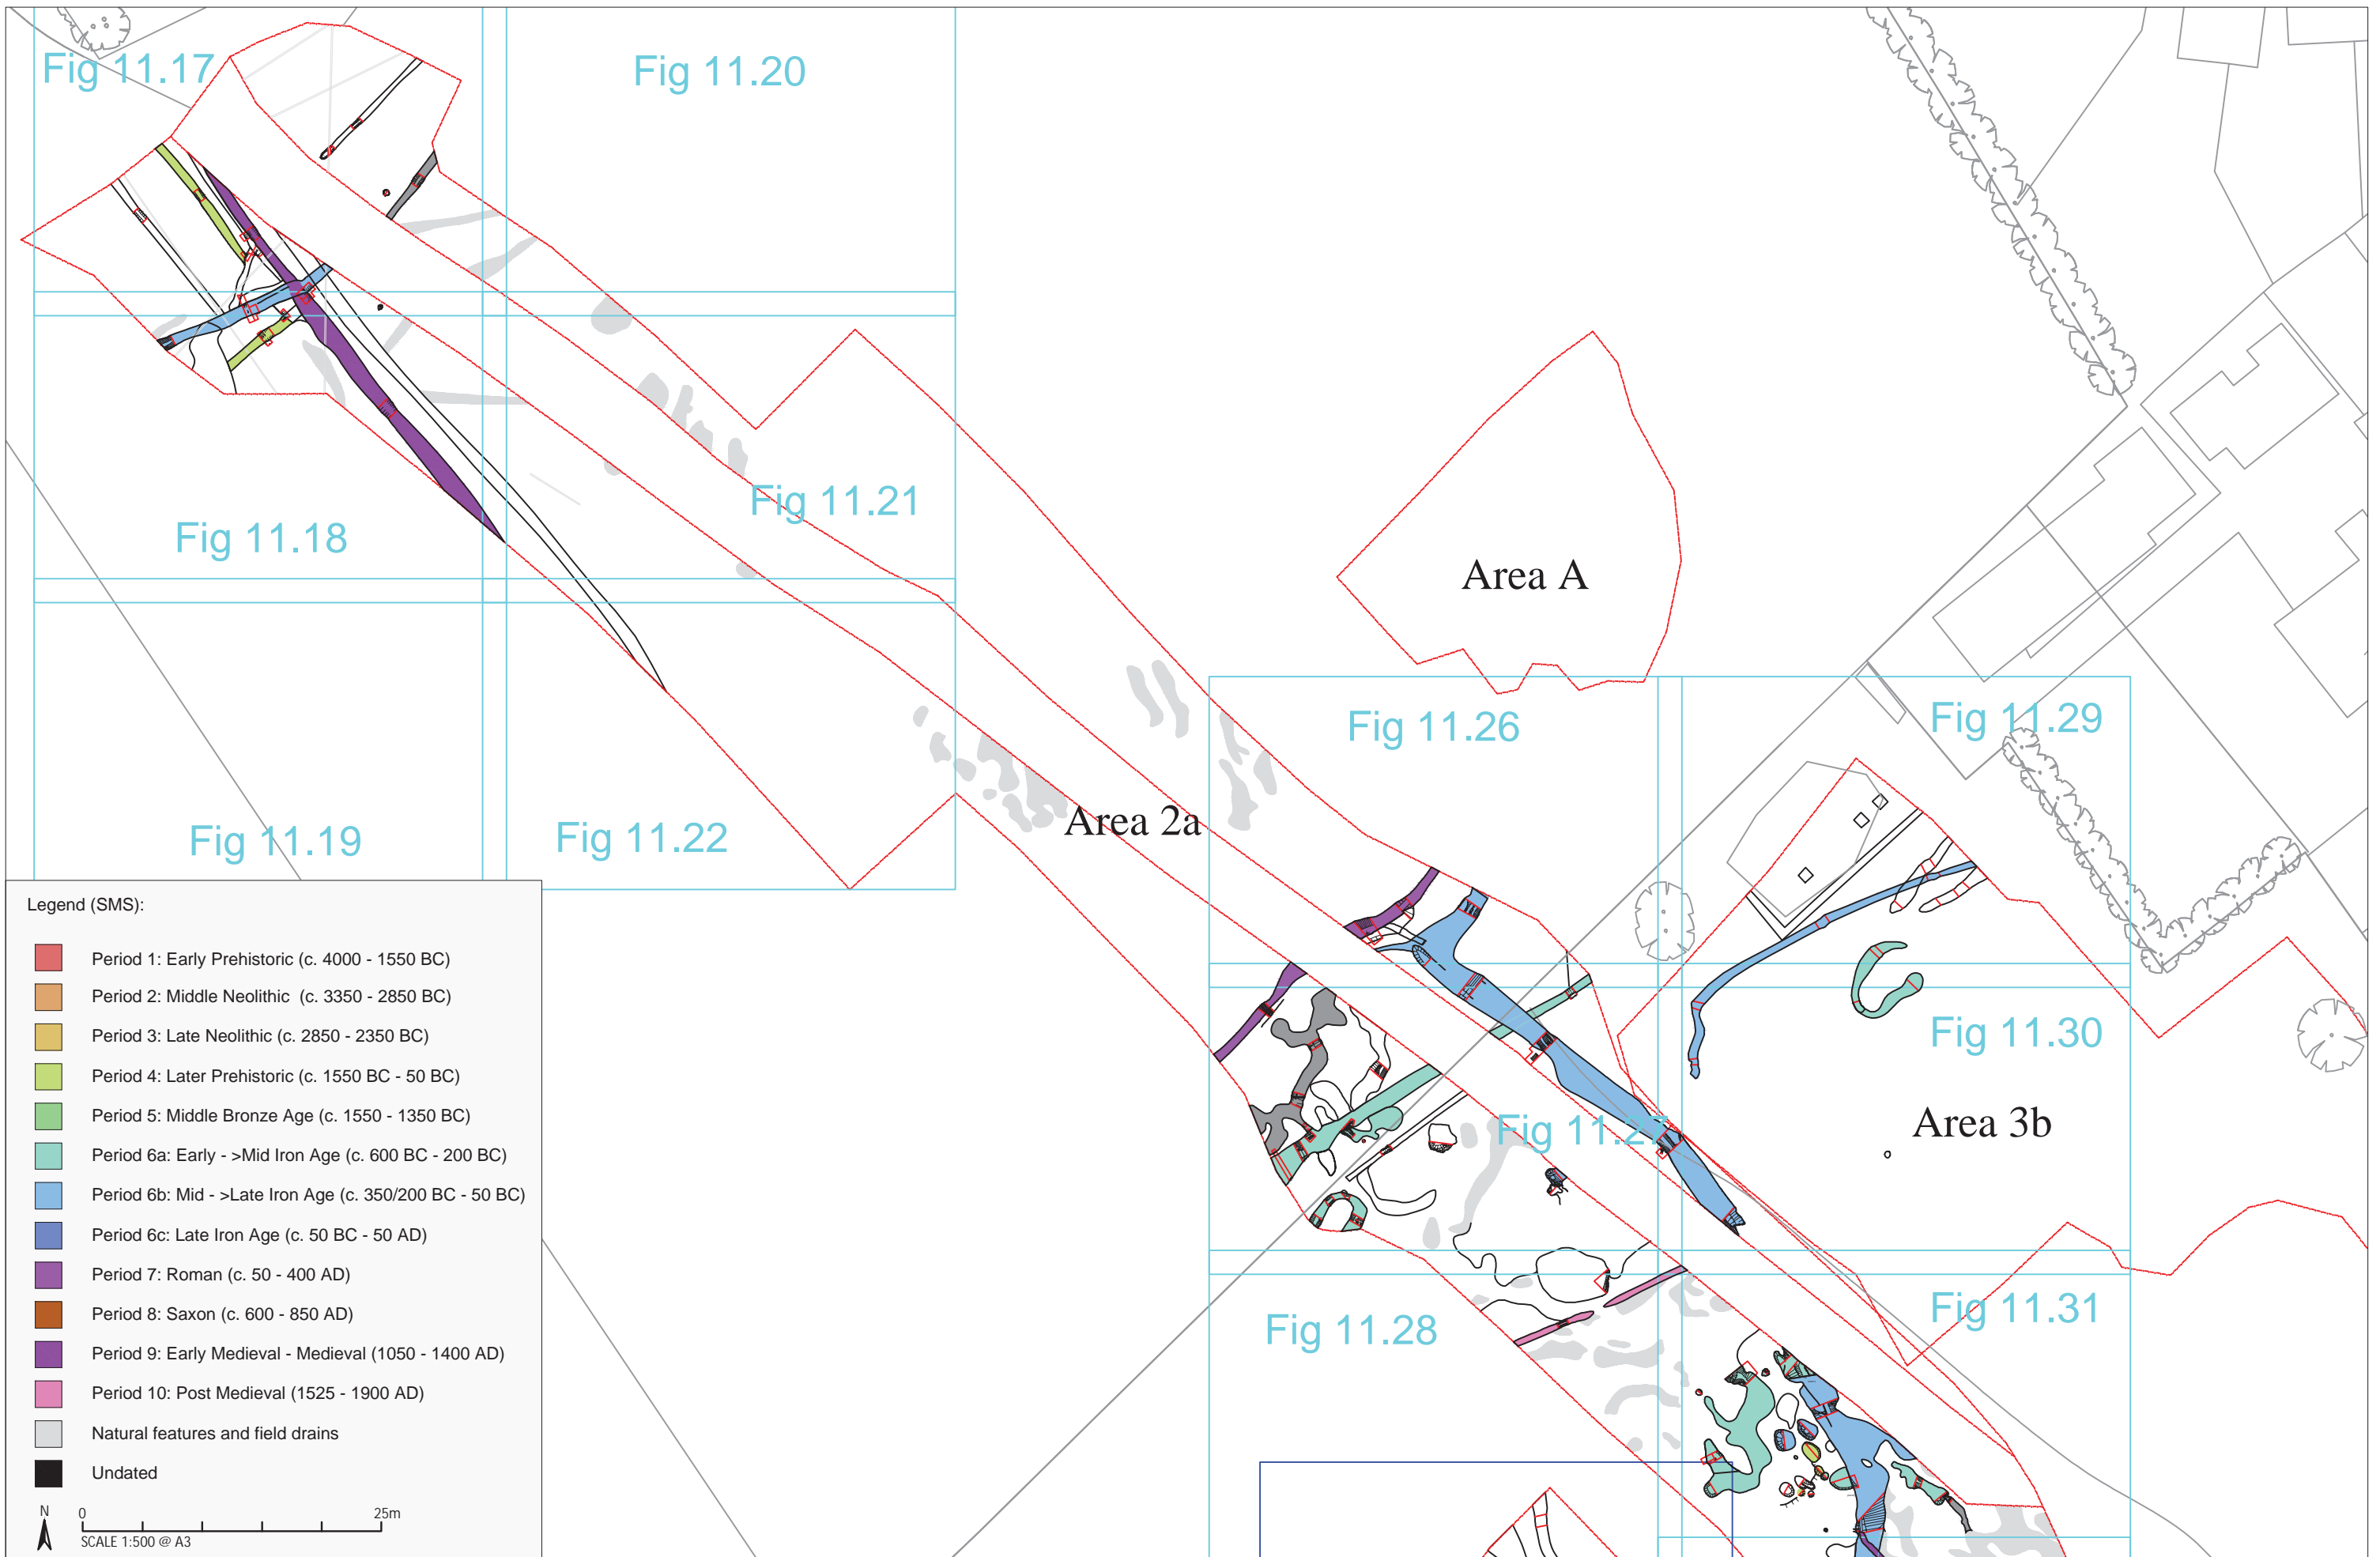 Fig 11.17
Fig 11.20
Fig 11.21
Fig 11.18
Area A
Fig 11.26
Fig 11.29
Area 2a
Fig 11.19
Fig 11.22
Fig 11.30
Area 3b
Fig 11.27
Fig 11.28
Fig 11.31
Legend (SMS):
Period 1: Early Prehistoric (c. 4000 - 1550 BC)
Period 2: Middle Neolithic (c. 3350 - 2850 BC)
Period 3: Late Neolithic (c. 2850 - 2350 BC)
Period 4: Later Prehistoric (c. 1550 BC - 50 BC)
Period 5: Middle Bronze Age (c. 1550 - 1350 BC)
Period 6a: Early - >Mid Iron Age (c. 600 BC - 200 BC)
Period 6b: Mid - >Late Iron Age (c. 350/200 BC - 50 BC)
Period 6c: Late Iron Age (c. 50 BC - 50 AD)
Period 7: Roman (c. 50 - 400 AD)
Period 8: Saxon (c. 600 - 850 AD)
Period 9: Early Medieval - Medieval (1050 - 1400 AD)
Period 10: Post Medieval (1525 - 1900 AD)
Natural features and field drains
Undated
N 0 25m
SCALE 1:500 @ A3